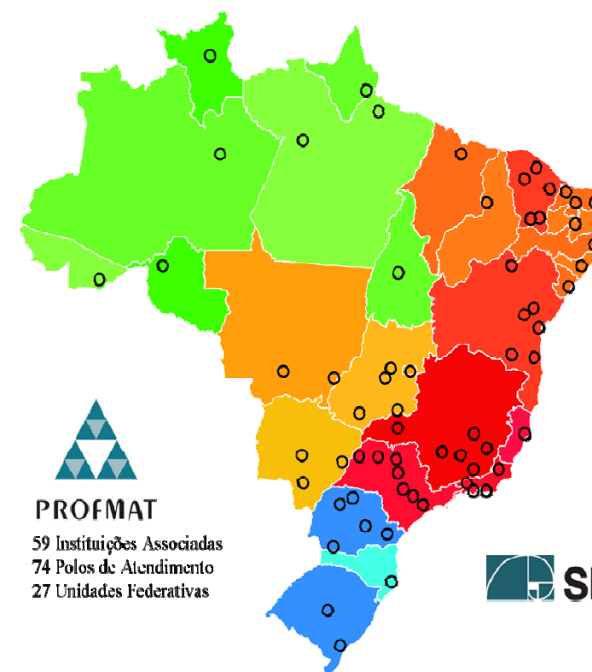 PROFMAT
59 Instituições Associadas
74 Polos de Atendimento
27 Unidades Federativas